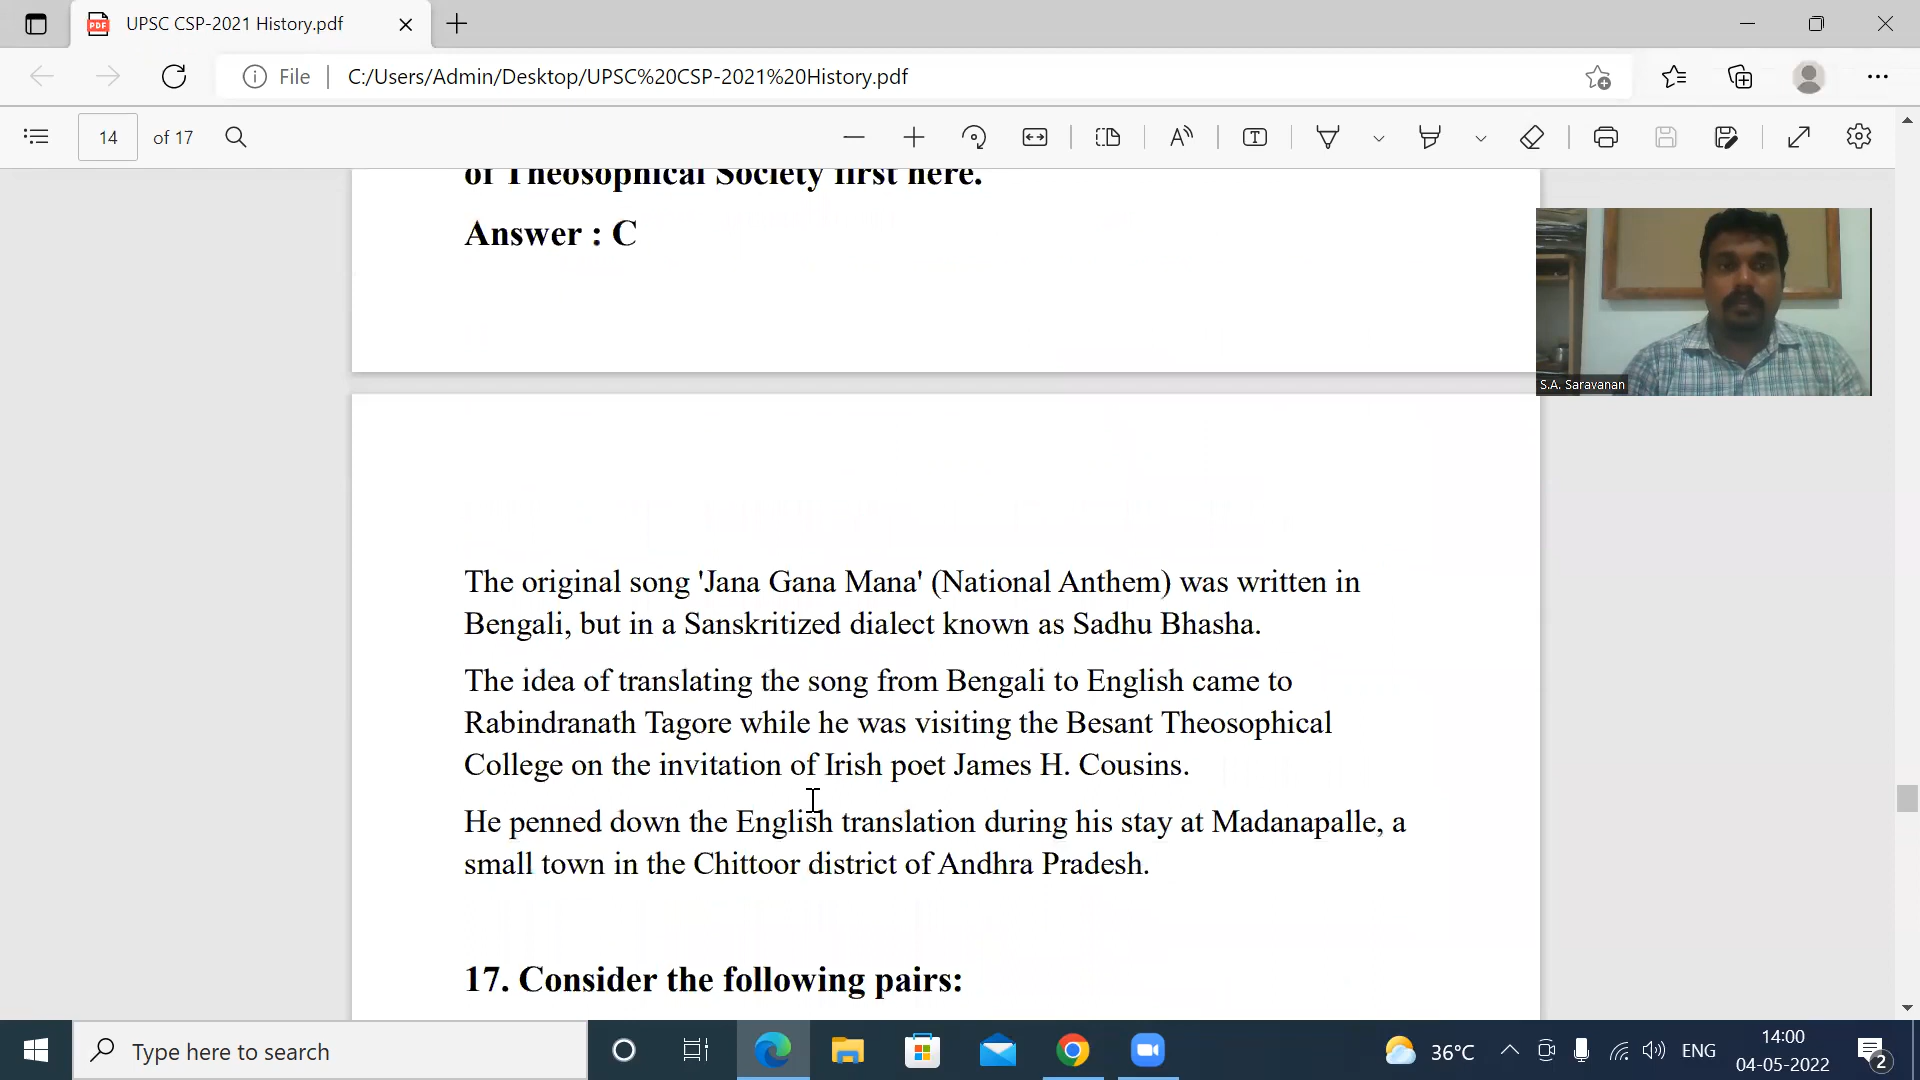 UPSC CSP-2021 History.pdf
File
C:/Users/Admin/Desktop/UPSC%20CSP-2021%20History.pdf
14 of 17
of Theosophical Society first here.
Answer : C
S.A. Saravanan
The original song 'Jana Gana Mana' (National Anthem) was written in
Bengali, but in a Sanskritized dialect known as Sadhu Bhasha.
The idea of translating the song from Bengali to English came to
Rabindranath Tagore while he was visiting the Besant Theosophical
College on the invitation of Irish poet James H. Cousins.
He penned down the English translation during his stay at Madanapalle, a
small town in the Chittoor district of Andhra Pradesh.
17. Consider the following pairs:
Type here to search
36°C
ENG
14:00
04-05-2022
2